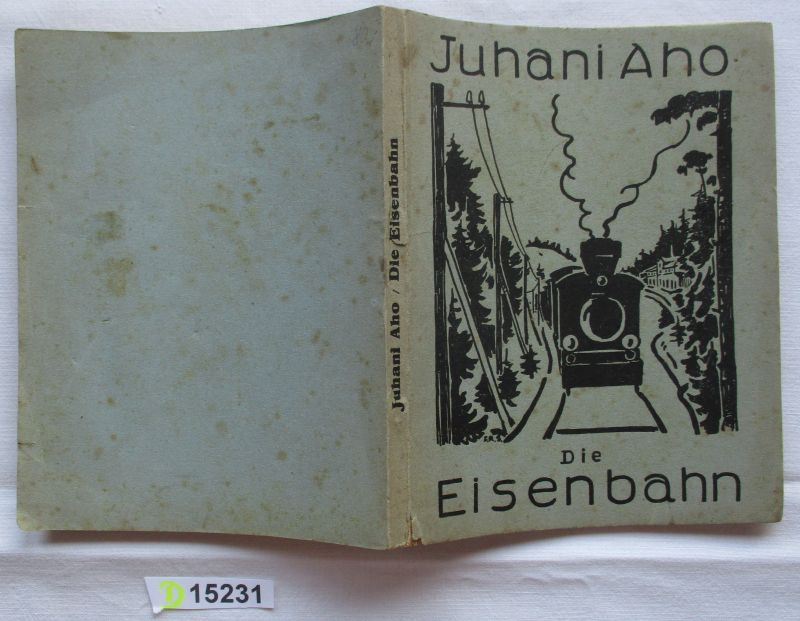 Juhani Aho
Die
Eisenbahn
Juhani Aho / Die Eisenbahn
D 15231